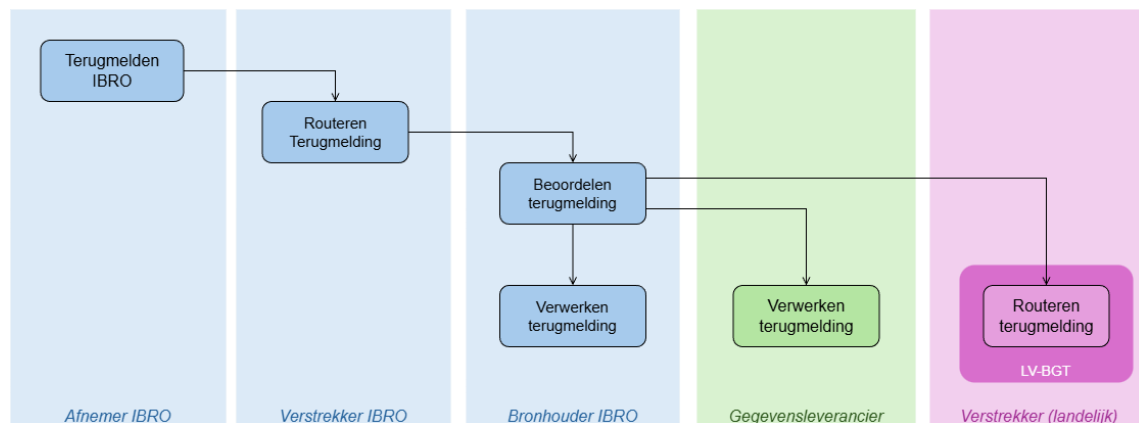 Terugmelden
IBRO
Routeren
Terugmelding
Beoordelen
terugmelding
Verwerken
terugmelding
Verwerken
terugmelding
Routeren
terugmelding
LV-BGT
Afnemer IBRO
Verstrekker IBRO
Bronhouder IBRO
Gegevensleverancier
Verstrekker (landelijk)